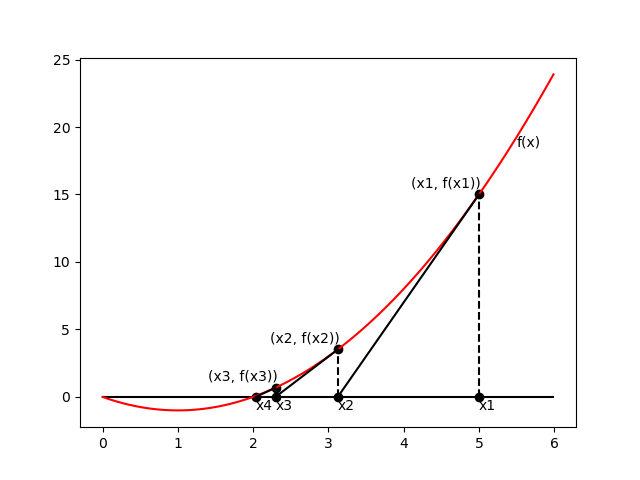 25
20
15
10
5
0
f(x)
(x1, f(x1))
(x2, f(x2))
(x3, f(x3))
x4 x3 x2 x1
0 1 2 3 4 5 6